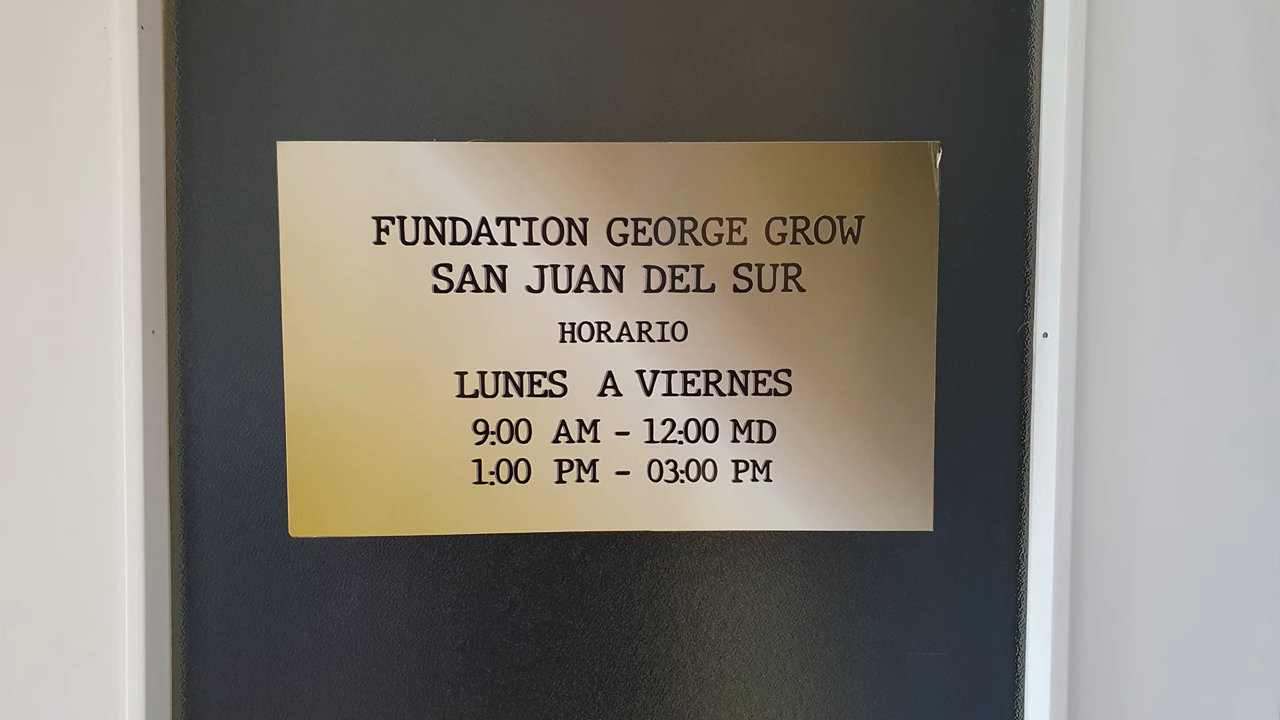 FUNDATION GEORGE GROW
SAN JUAN DEL SUR
HORARIO
LUNES A VIERNES
9:00 AM - 12:00 MD
1:00 PM - 03:00 PM